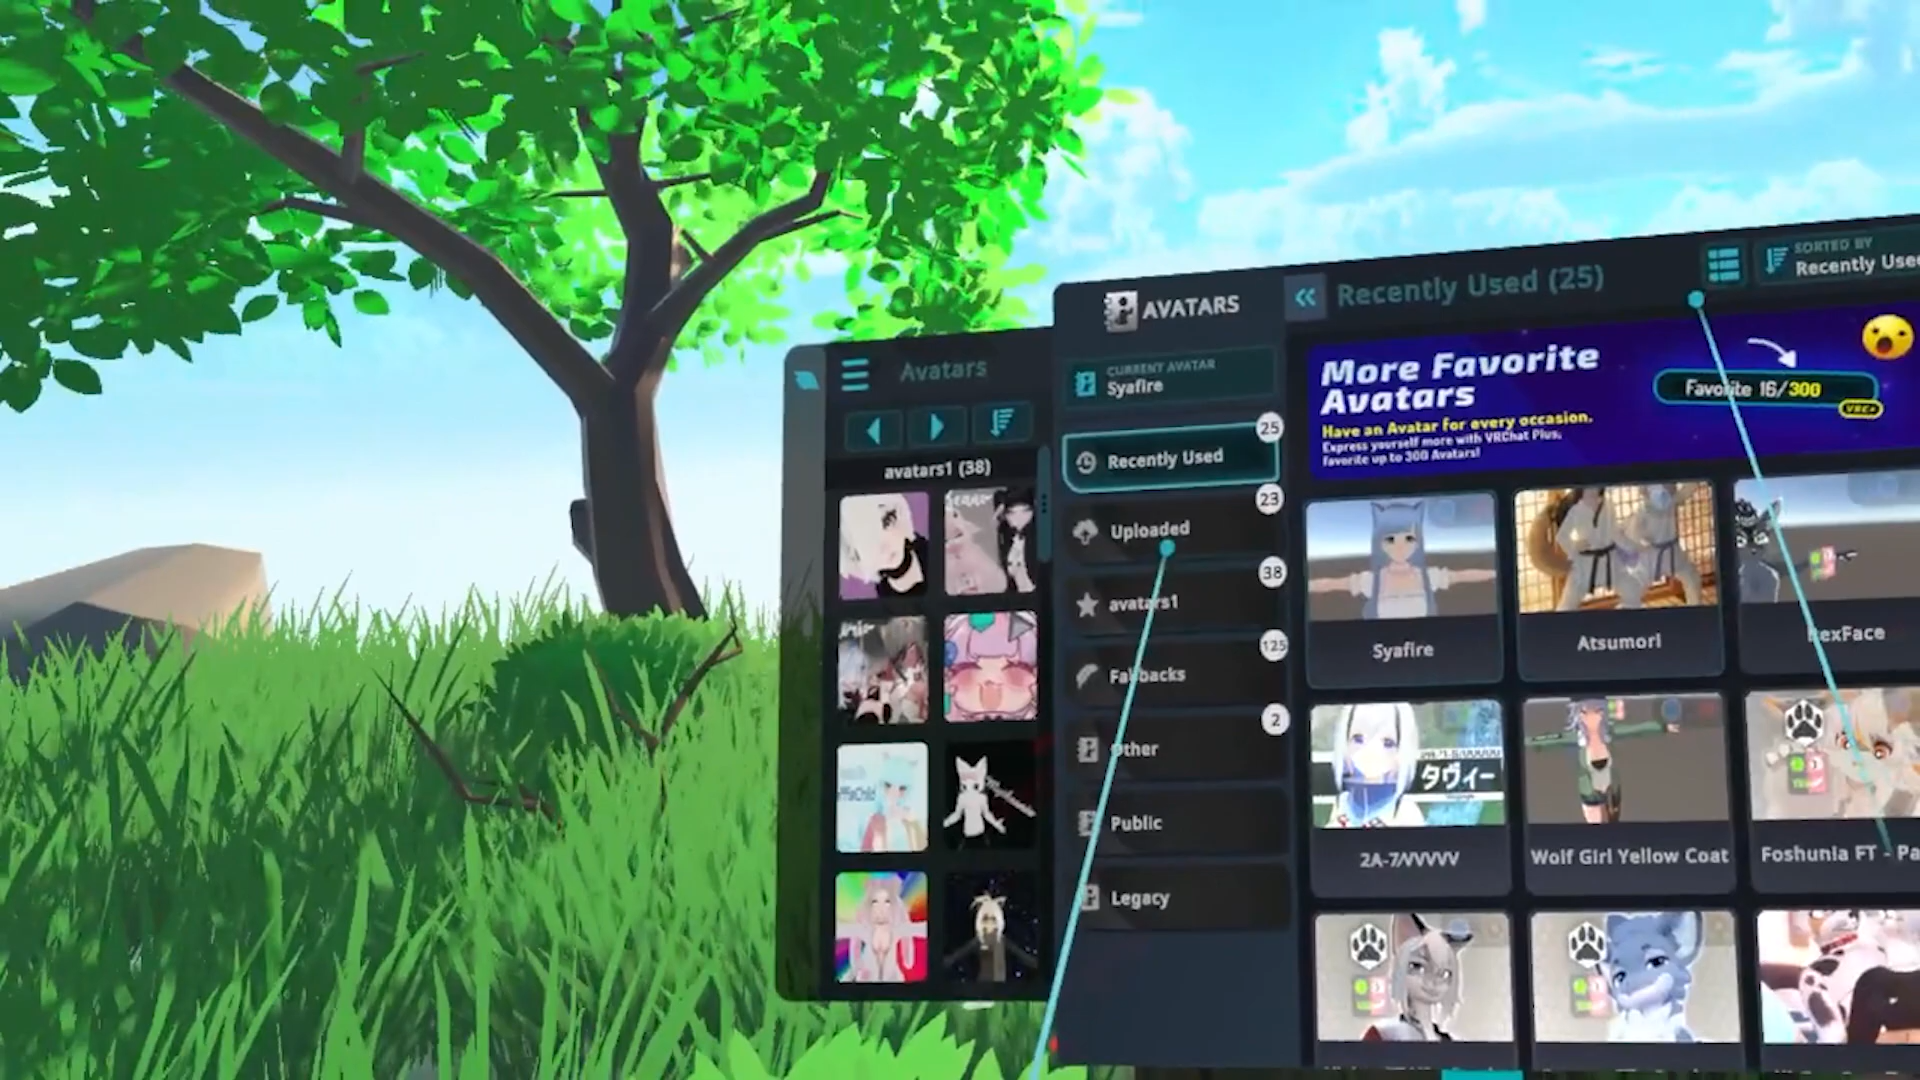 Avatars
avatars1 (38)
AVATARS
CURRENT AVATAR
Syafire
25
Recently Used
23
Uploaded
38
avatars1
125
Fallbacks
2
Other
Public
Legacy
Recently Used (25)
SORTED BY
Recently Used
More Favorite
Avatars
Have an Avatar for every occasion.
Express yourself more with VRChat Plus,
favorite up to 300 Avatars!
Favorite 16/300
VRC+
Syafire
Atsumori
RexFace
タヴィー
2A-7/VVVVV
Wolf Girl Yellow Coat
Foshunia FT - Pa